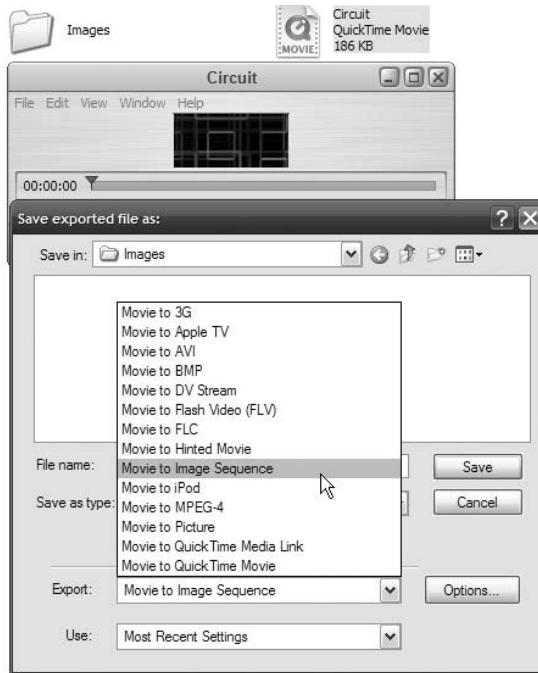 Images
MOVIE
Circuit
QuickTime Movie
186 KB
Circuit
File Edit View Window Help
00:00:00
Save exported file as:
Save in: Images
Movie to 3G
Movie to Apple TV
Movie to AVI
Movie to BMP
Movie to DV Stream
Movie to Flash Video (FLV)
Movie to FLC
Movie to Hinted Movie
Movie to Image Sequence
Movie to iPod
Movie to MPEG-4
Movie to Picture
Movie to QuickTime Media Link
Movie to QuickTime Movie
File name:
Save
Save as type:
Cancel
Export: Movie to Image Sequence
Options...
Use: Most Recent Settings